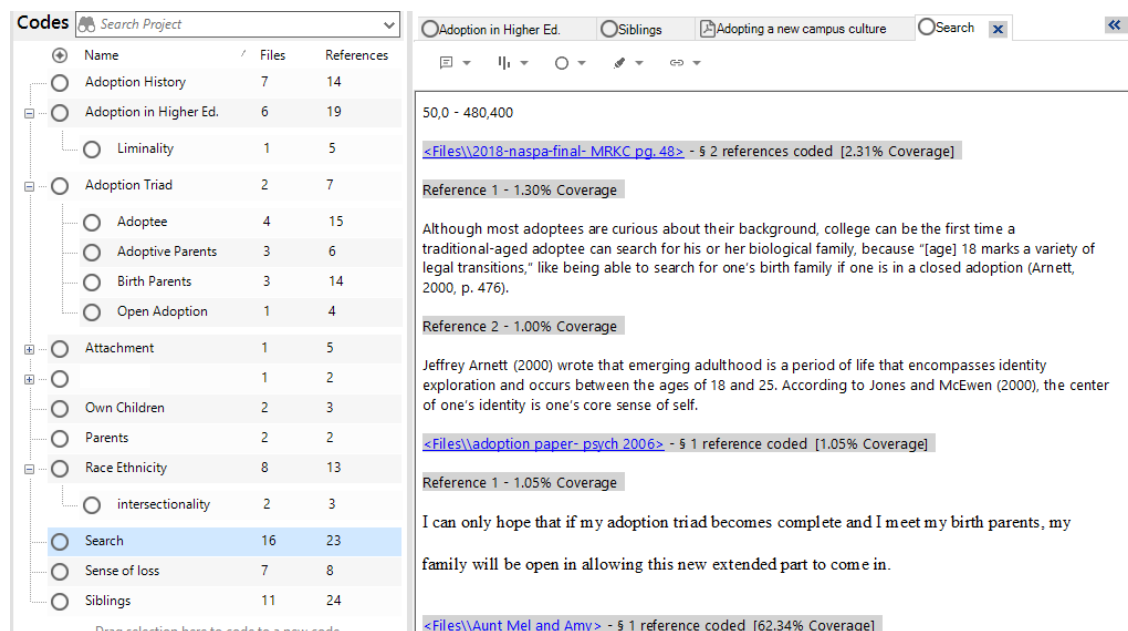 Codes Search Project
Name / Files References
Adoption History 7 14
Adoption in Higher Ed. 6 19
Liminality 1 5
Adoption Triad 2 7
Adoptee 4 15
Adoptive Parents 3 6
Birth Parents 3 14
Open Adoption 1 4
Attachment 1 5
1 2
Own Children 2 3
Parents 2 2
Race Ethnicity 8 13
intersectionality 2 3
Search 16 23
Sense of loss 7 8
Siblings 11 24
Drag selection here to code to a new code
Adoption in Higher Ed. Siblings Adopting a new campus culture Search x
50,0 - 480,400
<Files\\2018-naspa-final- MRKC pg. 48> - § 2 references coded [2.31% Coverage]
Reference 1 - 1.30% Coverage
Although most adoptees are curious about their background, college can be the first time a
traditional-aged adoptee can search for his or her biological family, because “[age] 18 marks a variety of
legal transitions,” like being able to search for one’s birth family if one is in a closed adoption (Arnett,
2000, p. 476).
Reference 2 - 1.00% Coverage
Jeffrey Arnett (2000) wrote that emerging adulthood is a period of life that encompasses identity
exploration and occurs between the ages of 18 and 25. According to Jones and McEwen (2000), the center
of one’s identity is one’s core sense of self.
<Files\\adoption paper- psych 2006> - § 1 reference coded [1.05% Coverage]
Reference 1 - 1.05% Coverage
I can only hope that if my adoption triad becomes complete and I meet my birth parents, my
family will be open in allowing this new extended part to come in.
<Files\\Aunt Mel and Amy> - § 1 reference coded [62.34% Coverage]